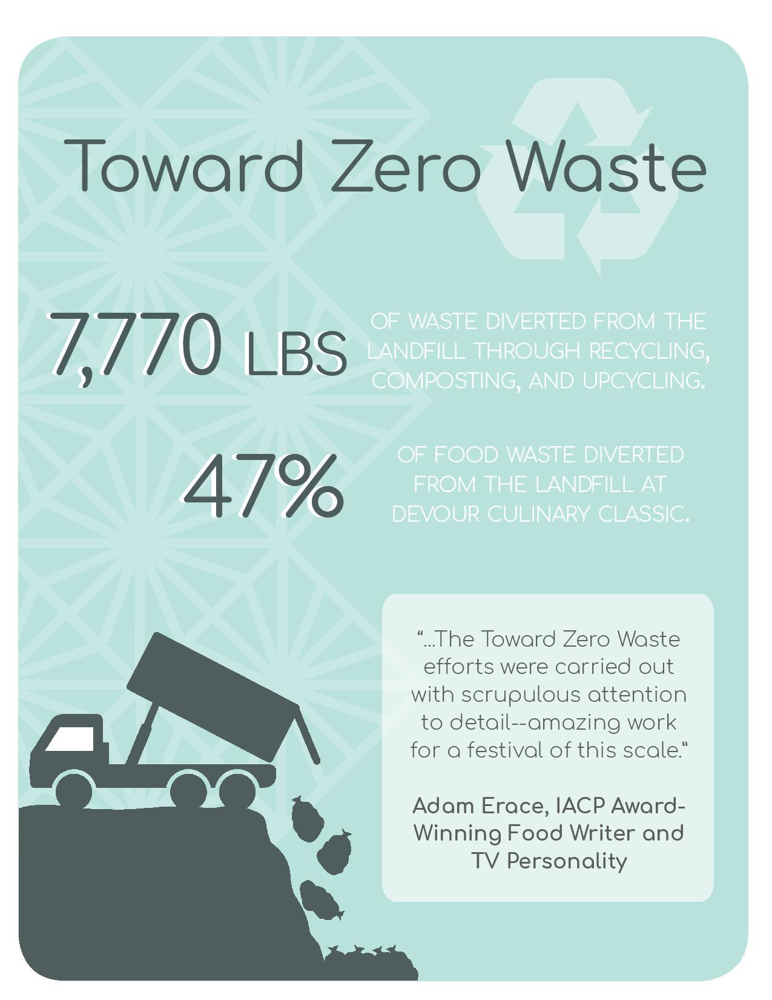 Toward Zero Waste
7,770 LBS
OF WASTE DIVERTED FROM THE
LANDFILL THROUGH RECYCLING,
COMPOSTING, AND UPCYCLING.
47%
OF FOOD WASTE DIVERTED
FROM THE LANDFILL AT
DEVOUR CULINARY CLASSIC.
“...The Toward Zero Waste
efforts were carried out
with scrupulous attention
to detail--amazing work
for a festival of this scale.”
Adam Erace, IACP Award-
Winning Food Writer and
TV Personality